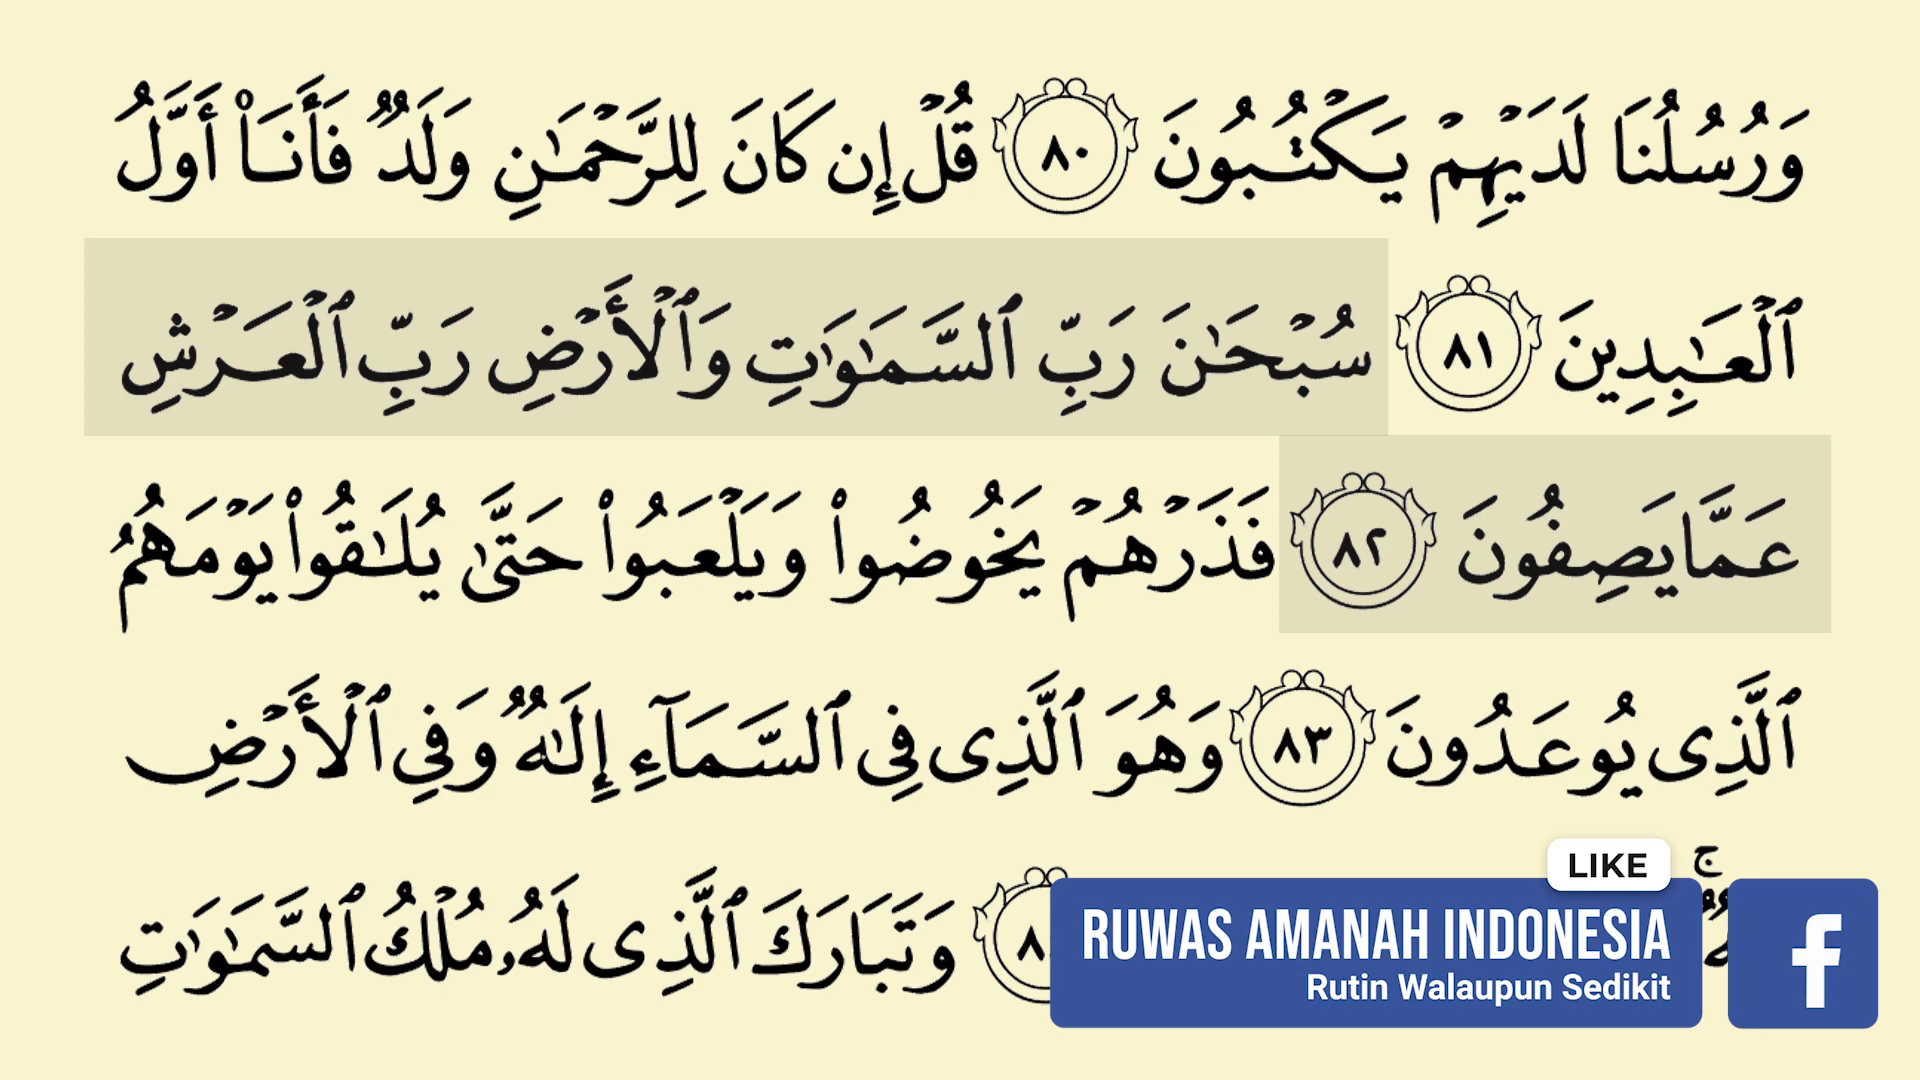 وَرُسُلُنَا لَدَيْهِمْ يَكْتُبُونَ ٨٠ قُلْ إِن كَانَ لِلرَّحْمَـٰنِ وَلَدٌ فَأَنَا۠ أَوَّلُ
ٱلْعَـٰبِدِينَ ٨١ سُبْحَـٰنَ رَبِّ ٱلسَّمَـٰوَٰتِ وَٱلْأَرْضِ رَبِّ ٱلْعَرْشِ
عَمَّا يَصِفُونَ ٨٢ فَذَرْهُمْ يَخُوضُوا۟ وَيَلْعَبُوا۟ حَتَّىٰ يُلَـٰقُوا۟ يَوْمَهُمُ
ٱلَّذِى يُوعَدُونَ ٨٣ وَهُوَ ٱلَّذِى فِى ٱلسَّمَآءِ إِلَـٰهٌ وَفِى ٱلْأَرْضِ
وَتَبَارَكَ ٱلَّذِى لَهُۥ مُلْكُ ٱلسَّمَـٰوَٰتِ
LIKE
RUWAS AMANAH INDONESIA
Rutin Walaupun Sedikit